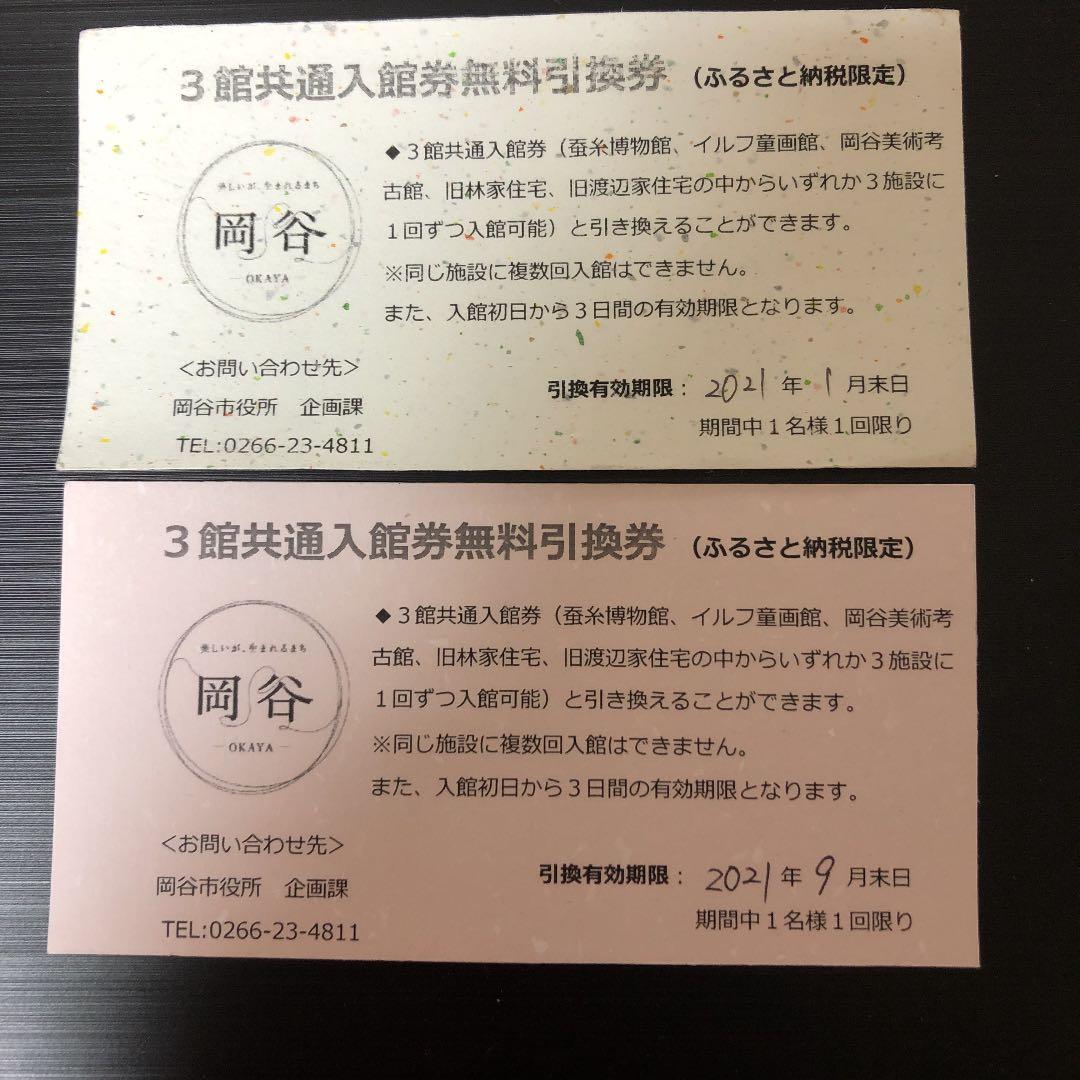 ３館共通入館券無料引換券（ふるさと納税限定）
美しいが、生まれるまち
岡谷
OKAYA
◆３館共通入館券（蚕糸博物館、イルフ童画館、岡谷美術考
古館、旧林家住宅、旧渡辺家住宅の中からいずれか３施設に
１回ずつ入館可能）と引き換えることができます。
※同じ施設に複数回入館はできません。
また、入館初日から３日間の有効期限となります。
＜お問い合わせ先＞
岡谷市役所　企画課
TEL:0266-23-4811
引換有効期限：2021年1月末日
期間中１名様１回限り
３館共通入館券無料引換券（ふるさと納税限定）
美しいが、生まれるまち
岡谷
OKAYA
◆３館共通入館券（蚕糸博物館、イルフ童画館、岡谷美術考
古館、旧林家住宅、旧渡辺家住宅の中からいずれか３施設に
１回ずつ入館可能）と引き換えることができます。
※同じ施設に複数回入館はできません。
また、入館初日から３日間の有効期限となります。
＜お問い合わせ先＞
岡谷市役所　企画課
TEL:0266-23-4811
引換有効期限：2021年9月末日
期間中１名様１回限り